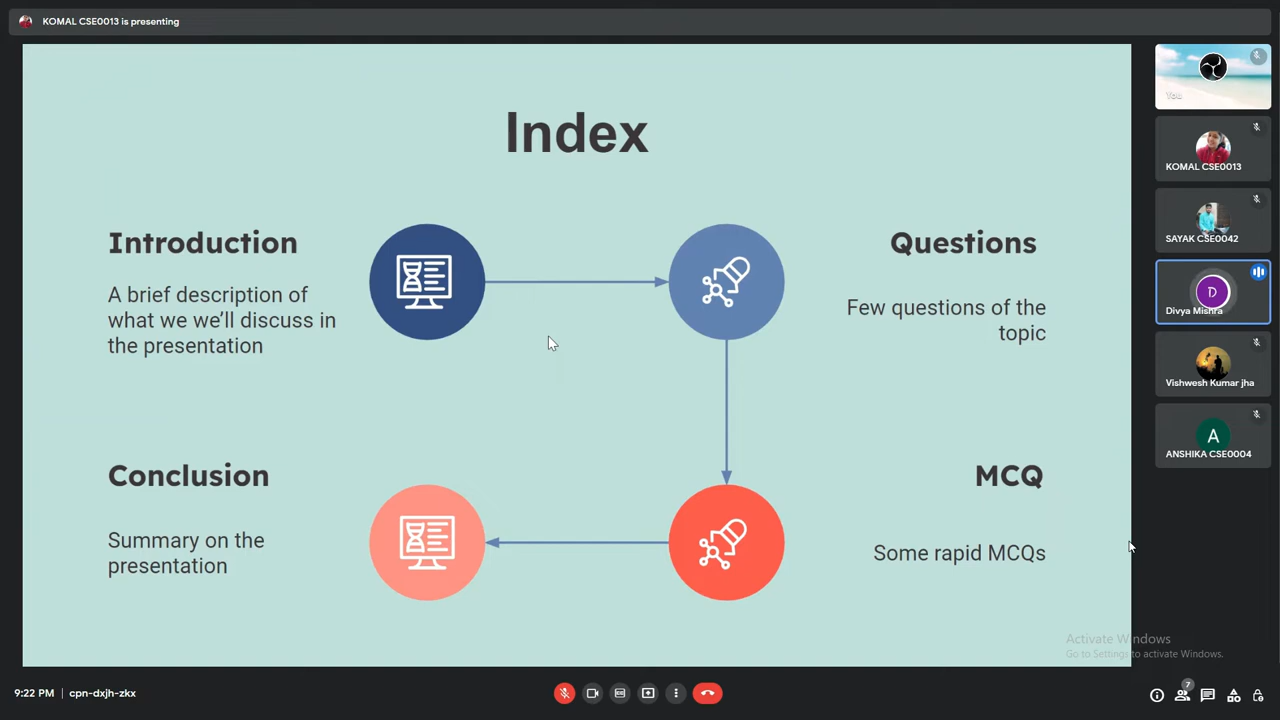 KOMAL CSE0013 is presenting
Index
Introduction
A brief description of
what we we'll discuss in
the presentation
Questions
Few questions of the
topic
Conclusion
Summary on the
presentation
MCQ
Some rapid MCQs
You
KOMAL CSE0013
SAYAK CSE0042
D
Divya Mishra
Vishwesh Kumar jha
A
ANSHIKA CSE0004
Activate Windows
Go to Settings to activate Windows.
9:22 PM | cpn-dxjh-zkx
7